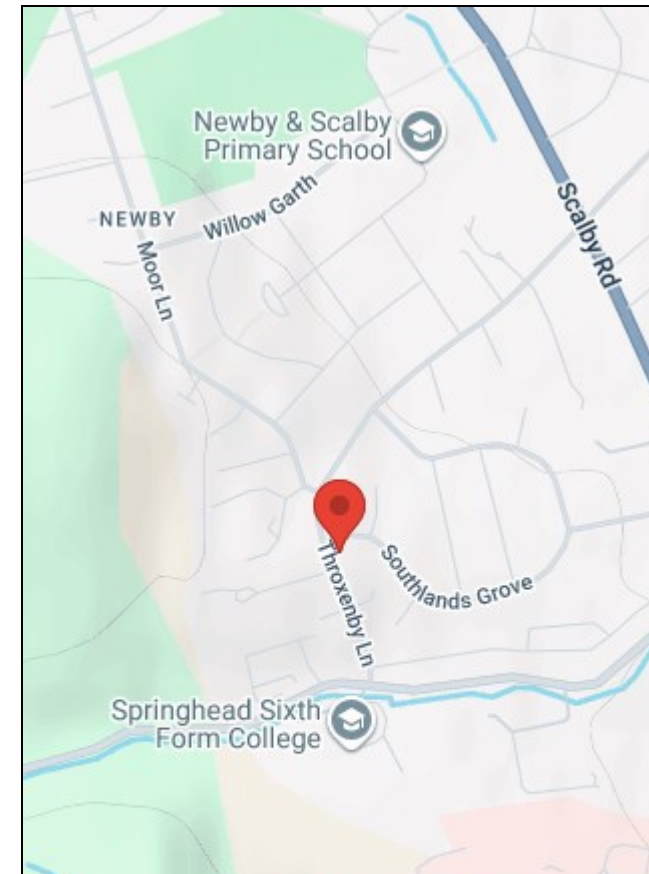 Newby & Scalby
Primary School
Willow Garth
NEWBY
Moor Ln
Scalby Rd
Throxenby Ln
Southlands Grove
Springhead Sixth
Form College